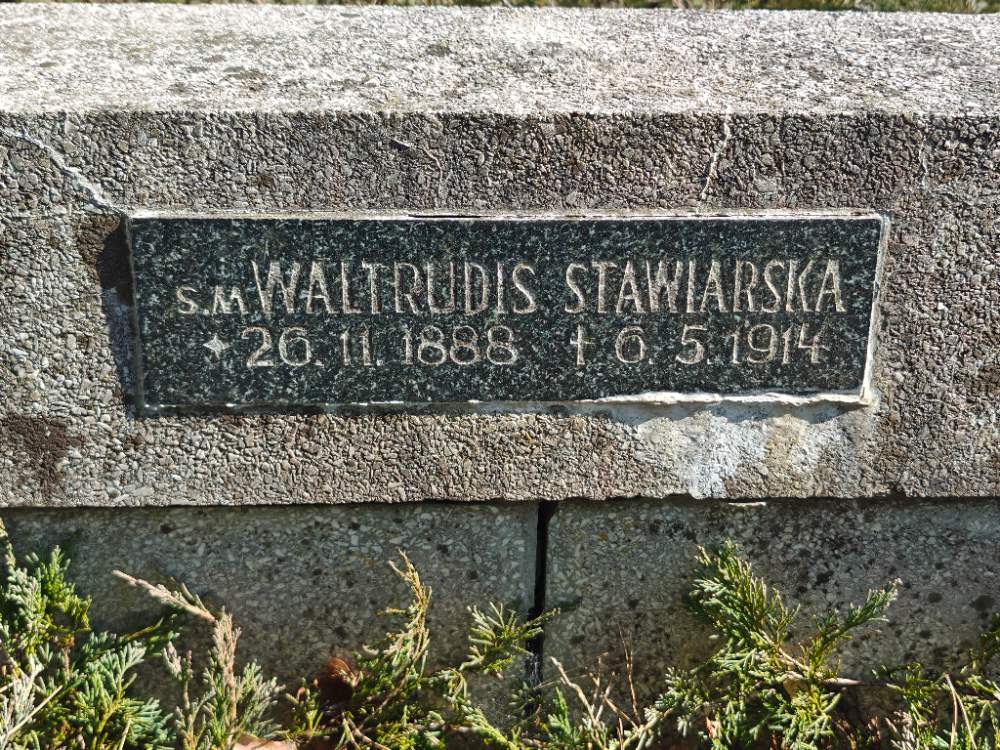 S.M WALTRUDIS STAWIARSKA
✦ 26. 11. 1888 † 6. 5. 1914